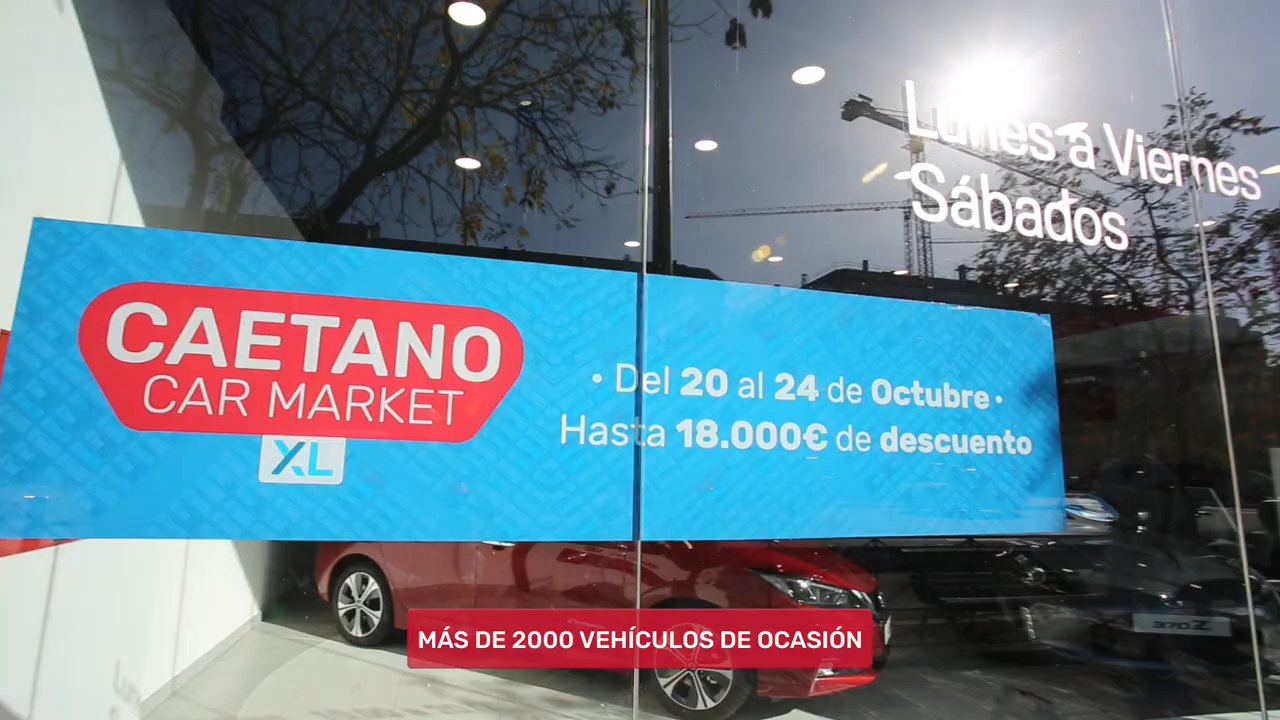 Lunes a Viernes
Sábados
CAETANO
CAR MARKET
XL
• Del 20 al 24 de Octubre •
Hasta 18.000€ de descuento
370Z
MÁS DE 2000 VEHÍCULOS DE OCASIÓN